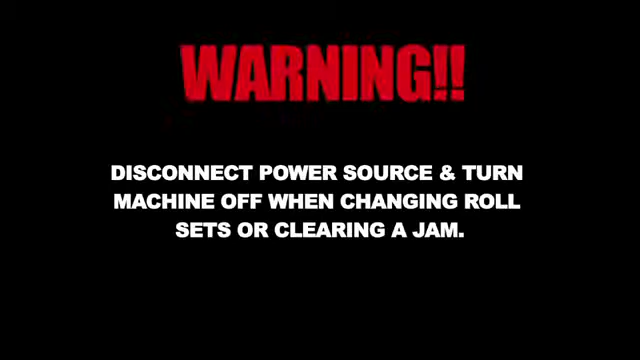 WARNING!!
DISCONNECT POWER SOURCE & TURN
MACHINE OFF WHEN CHANGING ROLL
SETS OR CLEARING A JAM.